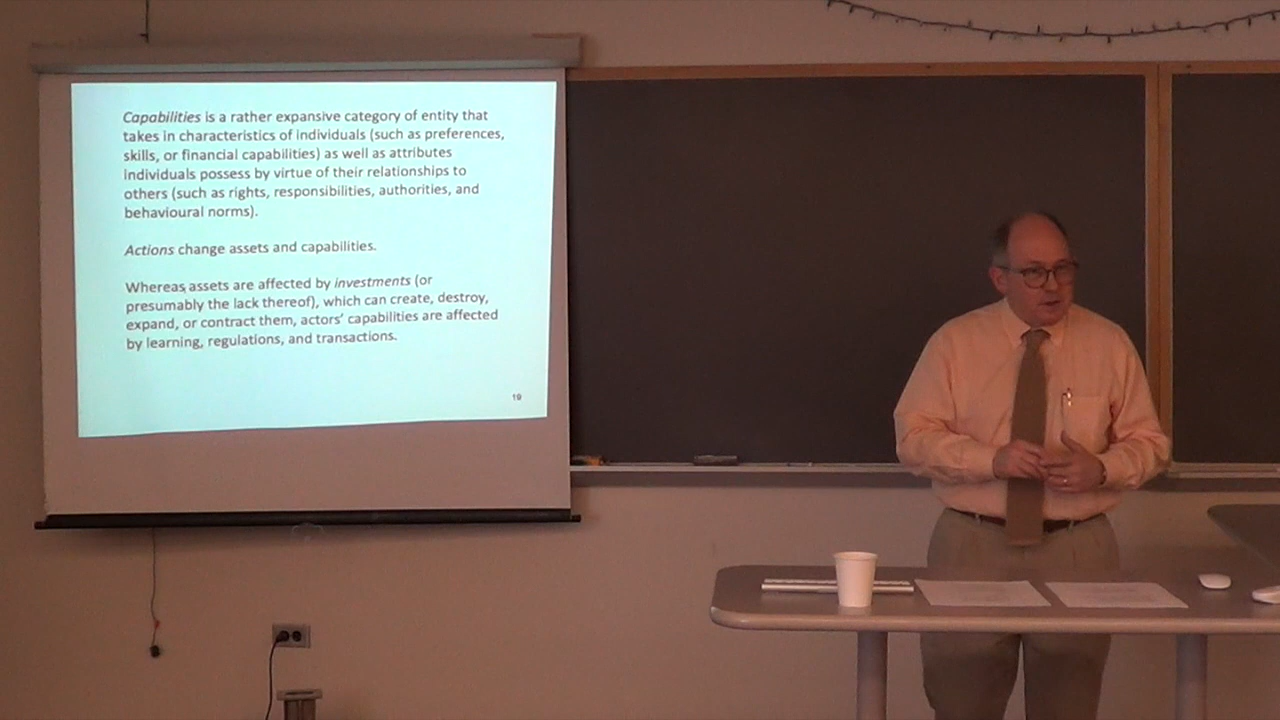 Capabilities is a rather expansive category of entity that
takes in characteristics of individuals (such as preferences,
skills, or financial capabilities) as well as attributes
individuals possess by virtue of their relationships to
others (such as rights, responsibilities, authorities, and
behavioural norms).
Actions change assets and capabilities.
Whereas assets are affected by investments (or
presumably the lack thereof), which can create, destroy,
expand, or contract them, actors' capabilities are affected
by learning, regulations, and transactions.
19